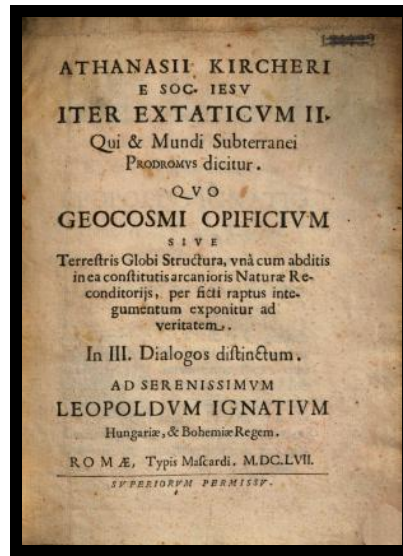 ATHANASII KIRCHERI
E SOC. IESV
ITER EXTATICVM II.
Qui & Mundi Subterranei
PRODROMVS dicitur.
QVO
GEOCOSMI OPIFICIVM
SIVE
Terrestris Globi Structura, vnà cum abditis
in ea constitutis arcanioris Naturæ Re-
conditorijs, per ficti raptus inte-
gumentum exponitur ad
veritatem.
In III. Dialogos distinctum.
AD SERENISSIMVM
LEOPOLDVM IGNATIVM
Hungariæ, & Bohemiæ Regem.
ROMÆ, Typis Mascardi. M.DC.LVII.
SVPERIORVM PERMISSV.